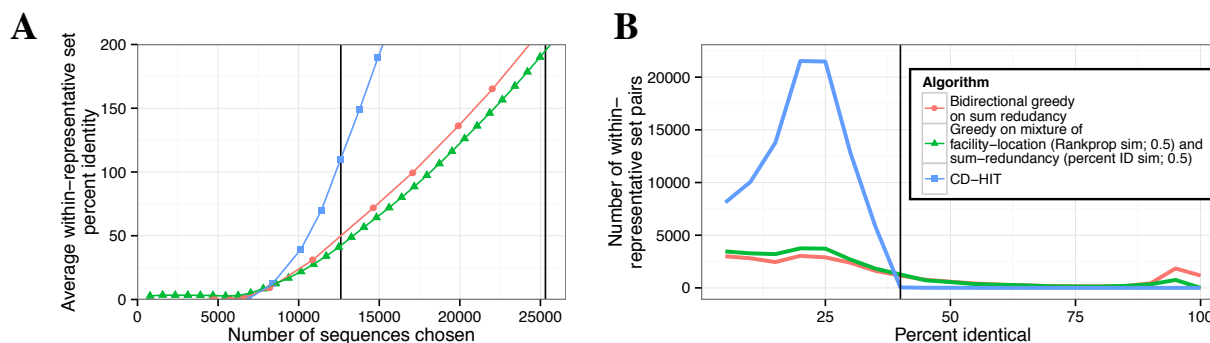 A
Average within-representative set
percent identity
200
150
100
50
0
0
5000
10000
15000
20000
25000
Number of sequences chosen
B
Number of within-
representative set pairs
20000
15000
10000
5000
0
25
50
75
100
Percent identical
Algorithm
Bidirectional greedy
on sum redudancy
Greedy on mixture of
facility-location (Rankprop sim; 0.5) and
sum-redundancy (percent ID sim; 0.5)
CD-HIT